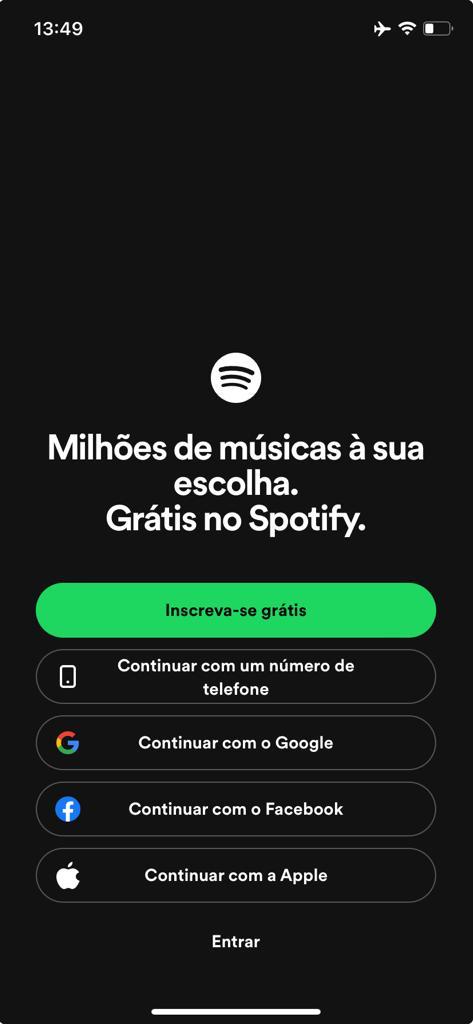 13:49
Milhões de músicas à sua
escolha.
Grátis no Spotify.
Inscreva-se grátis
Continuar com um número de
telefone
Continuar com o Google
Continuar com o Facebook
Continuar com a Apple
Entrar